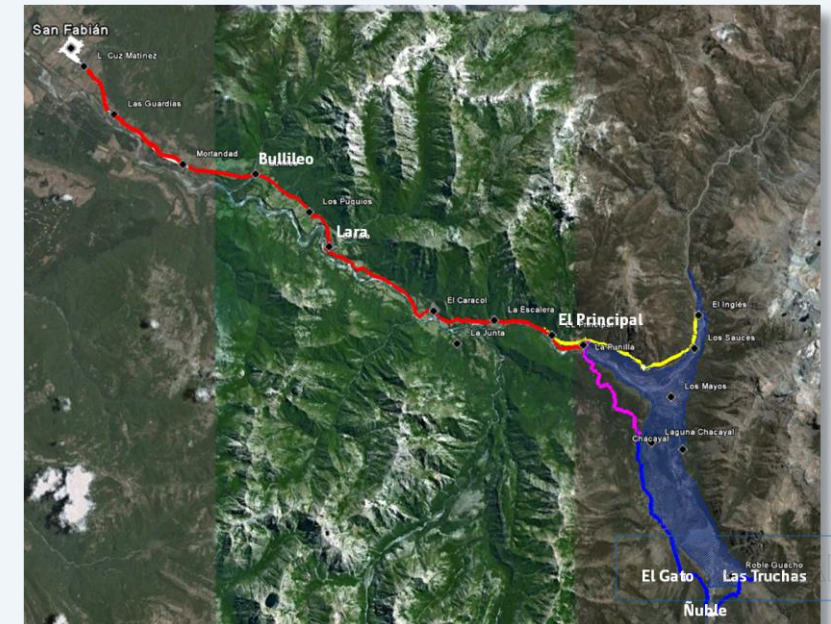 San Fabián
L. Cuz Matinez
Las Guardias
Mortandad
Bullileo
Los Puquios
Lara
El Caracol
La Escalera
El Principal
La Junta
La Punilla
El Inglés
Los Sauces
Los Mayos
Laguna Chacayal
Chacayal
Roble Guacho
El Gato
Las Truchas
Ñuble